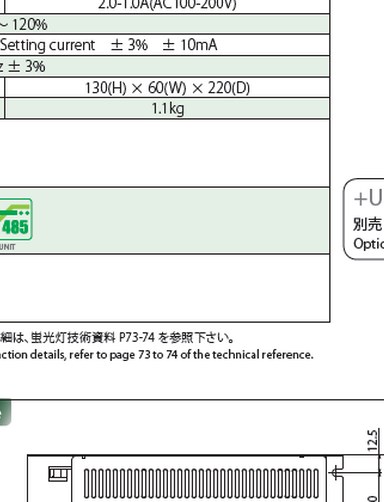 2.0-1.0A(AC100-200V)
～ 120%
Setting current ± 3% ± 10mA
± 3%
130(H) × 60(W) × 220(D)
1.1kg
485
UNIT
+U
別売
細は、蛍光灯技術資料 P73-74 を参照下さい。
details, refer to page 73 to 74 of the technical reference.
12.5